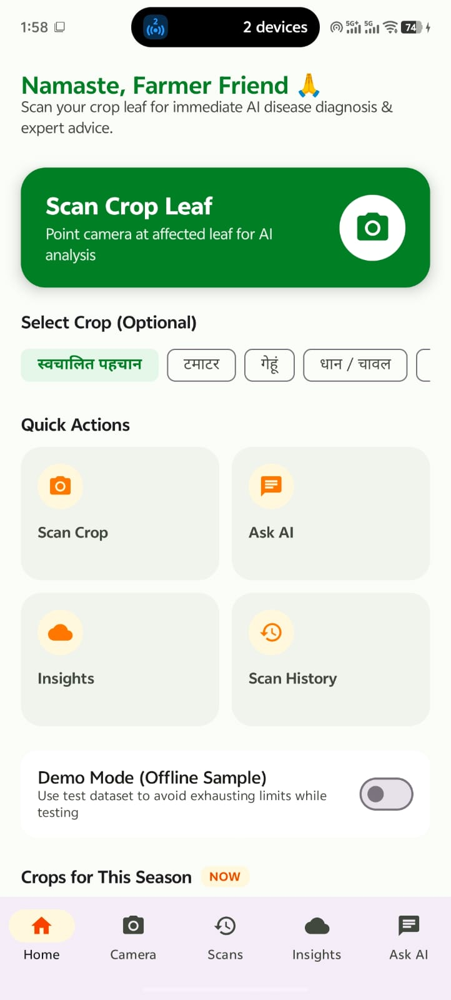 1:58
2
2 devices
5G+
5G
74
Namaste, Farmer Friend 🙏
Scan your crop leaf for immediate AI disease diagnosis &
expert advice.
Scan Crop Leaf
Point camera at affected leaf for AI
analysis
Select Crop (Optional)
स्वचालित पहचान
टमाटर
गेहूं
धान / चावल
Quick Actions
Scan Crop
Ask AI
Insights
Scan History
Demo Mode (Offline Sample)
Use test dataset to avoid exhausting limits while
testing
Crops for This Season
NOW
Home
Camera
Scans
Insights
Ask AI